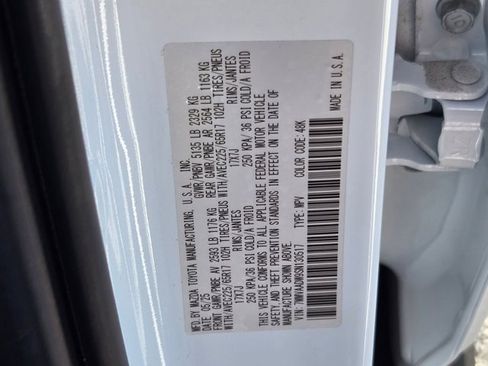 MFD. BY MAZDA TOYOTA MANUFACTURING, U.S.A. INC.
DATE: 05/25 GVWR/PNBV 5135 LB 2329 KG
FRONT GAWR/PNBE AV 2593 LB 1176 KG REAR GAWR/PNBE AR 2564 LB 1163 KG
WITH/AVEC225/65R17 102H TIRES/PNEUS WITH/AVEC225/65R17 102H TIRES/PNEUS
17X7J RIMS/JANTES 17X7J RIMS/JANTES
250 KPA/ 36 PSI COLD/A FROID 250 KPA/ 36 PSI COLD/A FROID
THIS VEHICLE CONFORMS TO ALL APPLICABLE FEDERAL MOTOR VEHICLE
SAFETY AND THEFT PREVENTION STANDARDS IN EFFECT ON THE DATE OF
MANUFACTURE SHOWN ABOVE.
TYPE: MPV COLOR CODE: 48K
MADE IN U.S.A.